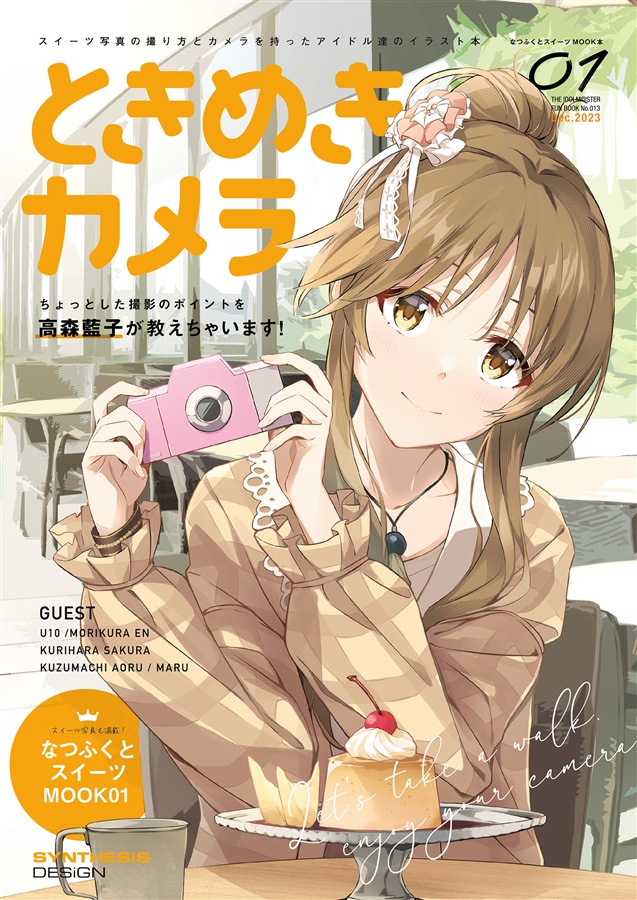 スイーツ写真の撮り方とカメラを持ったアイドル達のイラスト本
なつふくとスイーツ MOOK本
01
THE IDOLM@STER
FUN BOOK No.013
Dec.2023
ときめき
カメラ
ちょっとした撮影のポイントを
高森藍子が教えちゃいます!
GUEST
U10 /MORIKURA EN
KURIHARA SAKURA
KUZUMACHI AORU / MARU
スイーツ写真も満載!
なつふくと
スイーツ
MOOK01
Let's take a walk.
enjoy your camera
SYNTHESiS
DESiGN